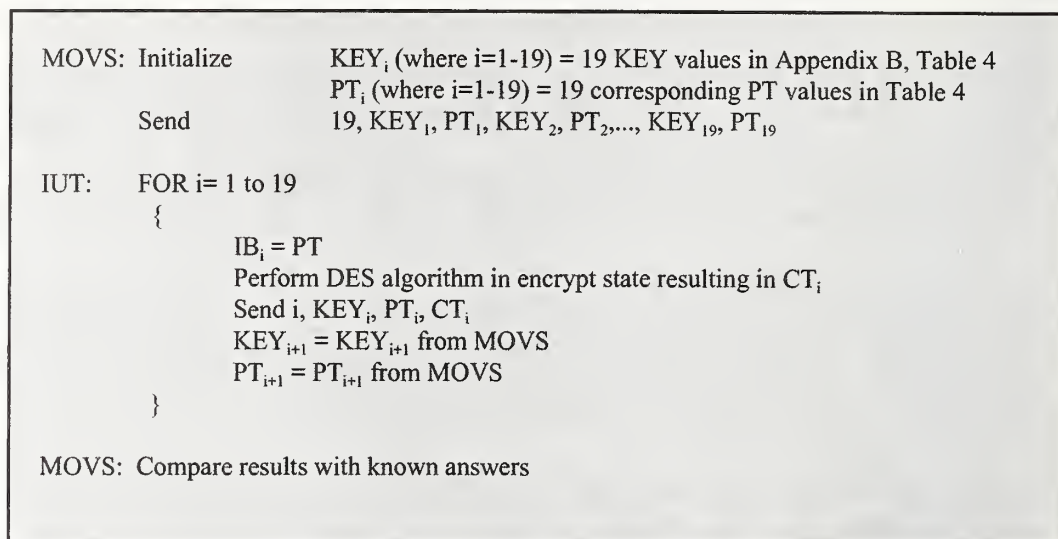 MOVS: Initialize KEYᵢ (where i=1-19) = 19 KEY values in Appendix B, Table 4
PTᵢ (where i=1-19) = 19 corresponding PT values in Table 4
Send 19, KEY₁, PT₁, KEY₂, PT₂,..., KEY₁₉, PT₁₉
IUT: FOR i= 1 to 19
{
IBᵢ = PT
Perform DES algorithm in encrypt state resulting in CTᵢ
Send i, KEYᵢ, PTᵢ, CTᵢ
KEYᵢ₊₁ = KEYᵢ₊₁ from MOVS
PTᵢ₊₁ = PTᵢ₊₁ from MOVS
}
MOVS: Compare results with known answers